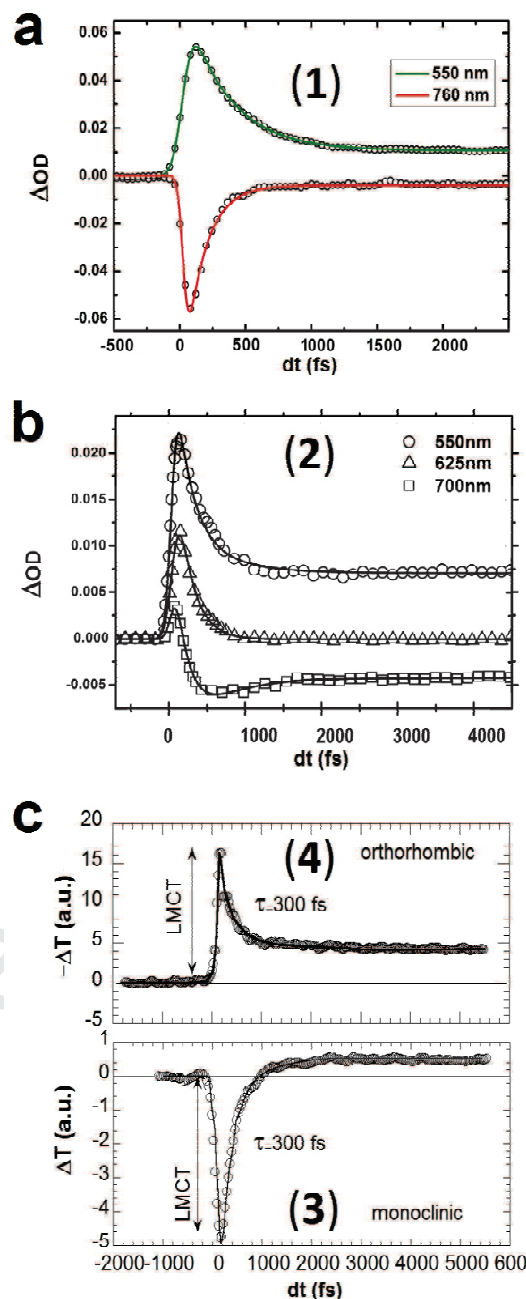 a
(1)
550 nm
760 nm
0.06
0.04
0.02
0.00
-0.02
-0.04
-0.06
ΔOD
-500 0 500 1000 1500 2000
dt (fs)
b
(2)
550nm
625nm
700nm
0.020
0.015
0.010
0.005
0.000
-0.005
ΔOD
0 1000 2000 3000 4000
dt (fs)
c
(4)
orthorhombic
20
15
10
5
0
-5
−ΔT (a.u.)
LMCT
τ=300 fs
1
0
-1
-2
-3
-4
-5
ΔT (a.u.)
LMCT
τ=300 fs
(3)
monoclinic
-2000 -1000 0 1000 2000 3000 4000 5000 600
dt (fs)